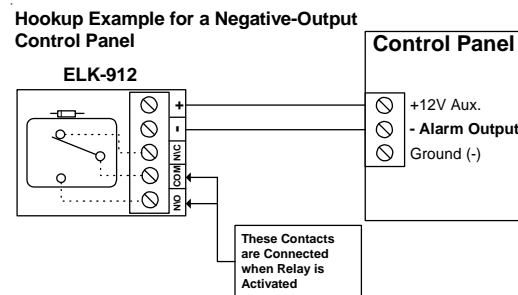 Hookup Example for a Negative-Output
Control Panel
ELK-912
+
-
N\C
COM
N\O
Control Panel
+12V Aux.
- Alarm Output
Ground (-)
These Contacts
are Connected
when Relay is
Activated